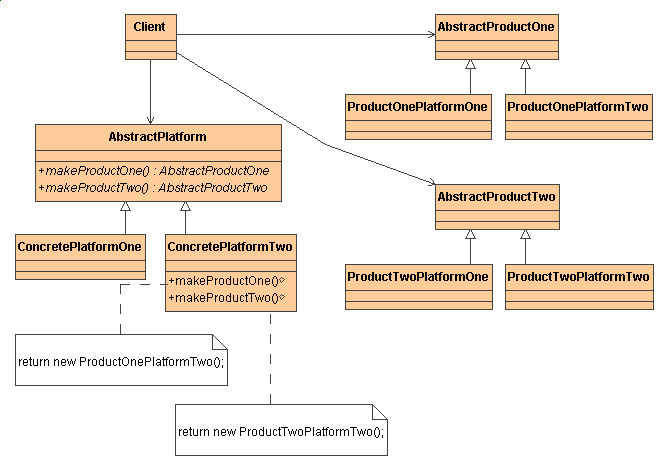 Client
AbstractProductOne
ProductOnePlatformOne
ProductOnePlatformTwo
AbstractPlatform
+makeProductOne() : AbstractProductOne
+makeProductTwo() : AbstractProductTwo
AbstractProductTwo
ConcretePlatformOne
ConcretePlatformTwo
+makeProductOne()
+makeProductTwo()
ProductTwoPlatformOne
ProductTwoPlatformTwo
return new ProductOnePlatformTwo();
return new ProductTwoPlatformTwo();